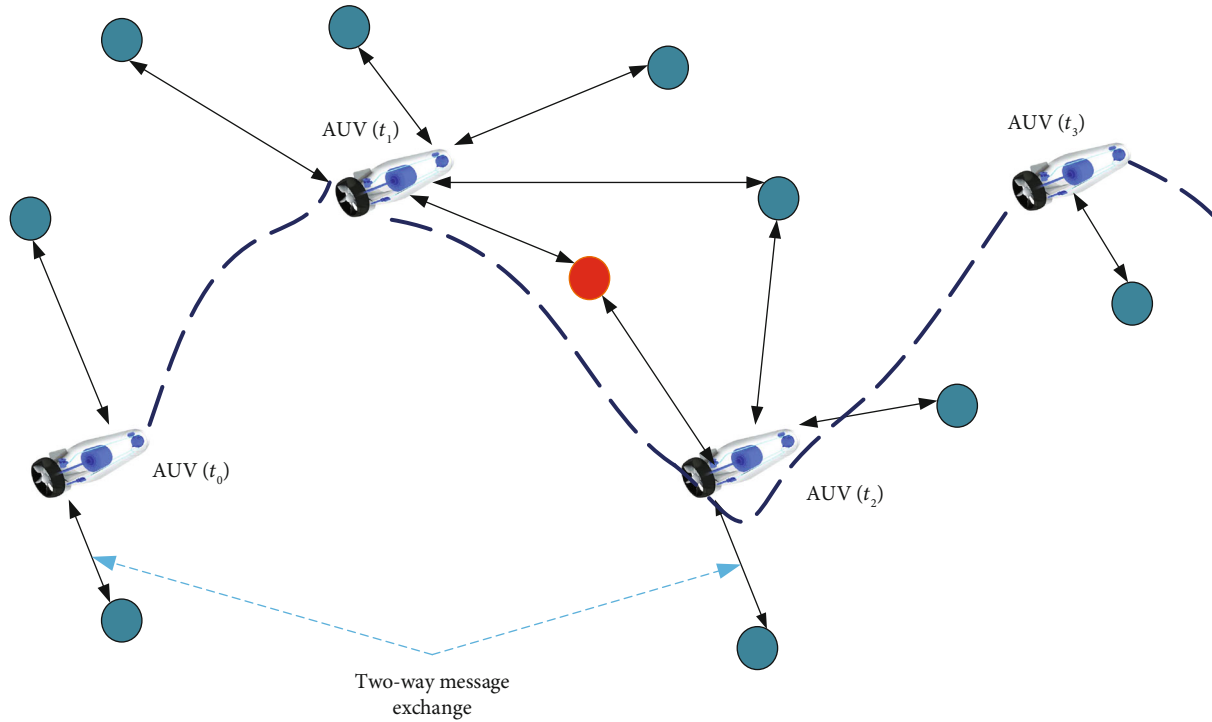 AUV (t₁)
AUV (t₃)
AUV (t₀)
AUV (t₂)
Two-way message
exchange